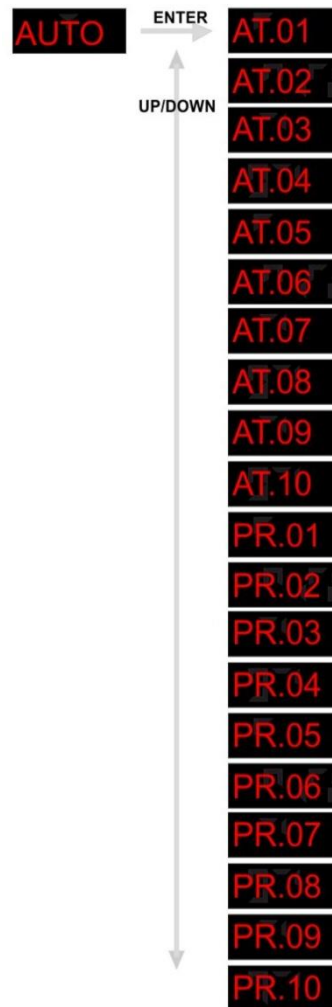 AUTO ENTER AT.01
AT.02
UP/DOWN
AT.03
AT.04
AT.05
AT.06
AT.07
AT.08
AT.09
AT.10
PR.01
PR.02
PR.03
PR.04
PR.05
PR.06
PR.07
PR.08
PR.09
PR.10